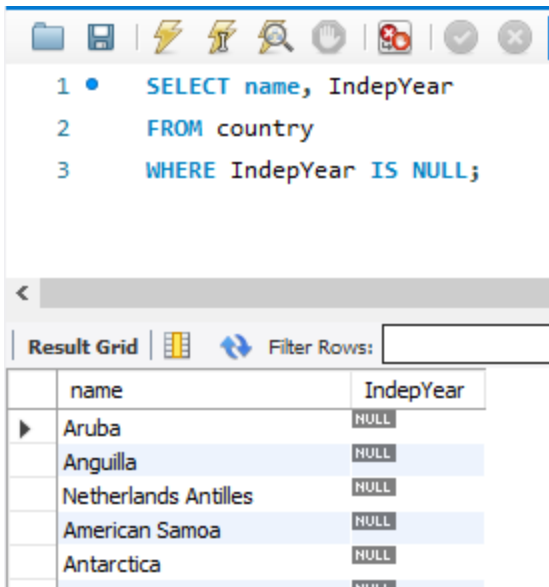 1 SELECT name, IndepYear
2 FROM country
3 WHERE IndepYear IS NULL;
Result Grid Filter Rows:
name IndepYear
Aruba NULL
Anguilla NULL
Netherlands Antilles NULL
American Samoa NULL
Antarctica NULL
NULL